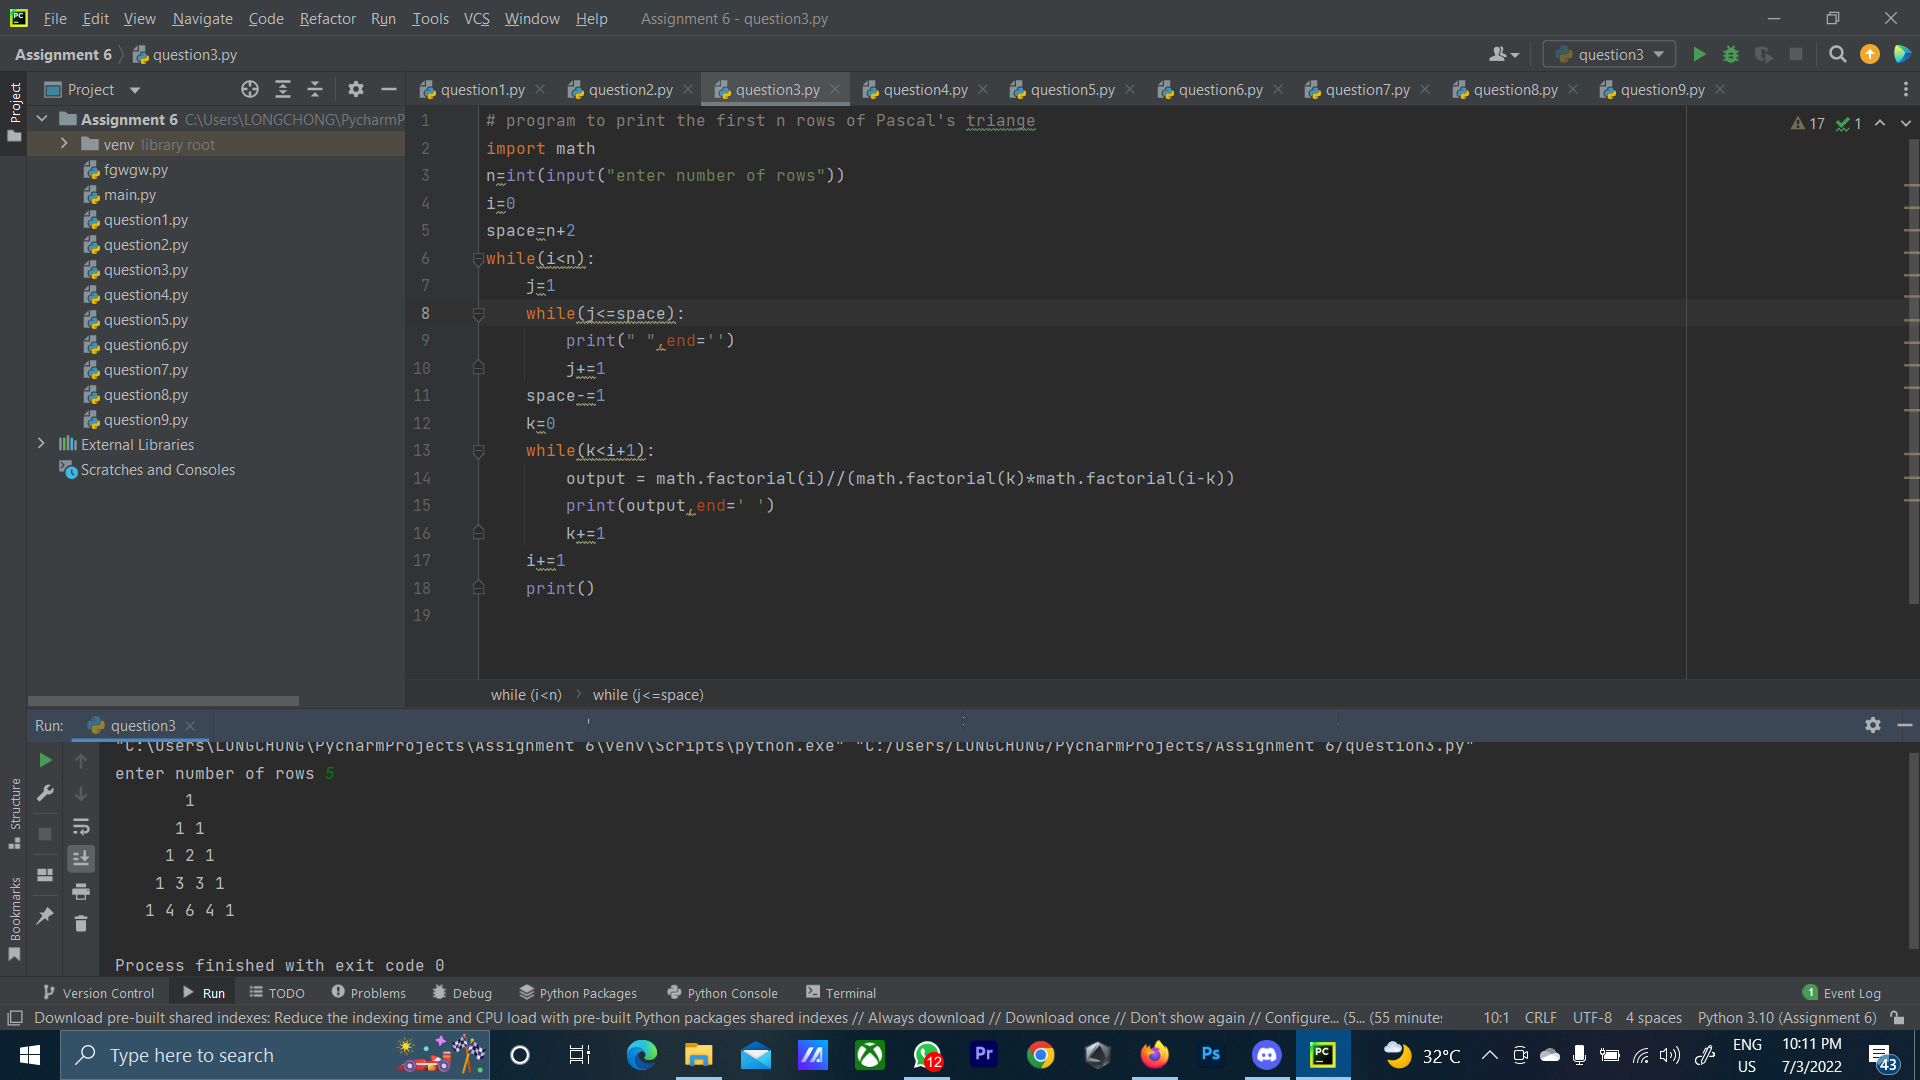 File Edit View Navigate Code Refactor Run Tools VCS Window Help Assignment 6 - question3.py
Assignment 6 question3.py question3
Project question1.py question2.py question3.py question4.py question5.py question6.py question7.py question8.py question9.py
Project
Assignment 6 C:\Users\LONGCHONG\PycharmP
venv library root
fgwgw.py
main.py
question1.py
question2.py
question3.py
question4.py
question5.py
question6.py
question7.py
question8.py
question9.py
External Libraries
Scratches and Consoles
17 1
1 # program to print the first n rows of Pascal's triange
2 import math
3 n=int(input("enter number of rows"))
4 i=0
5 space=n+2
6 while(i<n):
7 j=1
8 while(j<=space):
9 print(" ",end='')
10 j+=1
11 space-=1
12 k=0
13 while(k<i+1):
14 output = math.factorial(i)//(math.factorial(k)*math.factorial(i-k))
15 print(output,end=' ')
16 k+=1
17 i+=1
18 print()
19
while (i<n) while (j<=space)
Run: question3
"C:\Users\LONGCHONG\PycharmProjects\Assignment 6\venv\Scripts\python.exe" "C:/Users/LONGCHONG/PycharmProjects/Assignment 6/question3.py"
enter number of rows 5
1
1 1
1 2 1
1 3 3 1
1 4 6 4 1
Process finished with exit code 0
Structure
Bookmarks
Version Control Run TODO Problems Debug Python Packages Python Console Terminal 1 Event Log
Download pre-built shared indexes: Reduce the indexing time and CPU load with pre-built Python packages shared indexes // Always download // Download once // Don't show again // Configure... (5... (55 minute: 10:1 CRLF UTF-8 4 spaces Python 3.10 (Assignment 6)
Type here to search 12 Pr Ps PC 32°C ENG 10:11 PM
US 7/3/2022 43